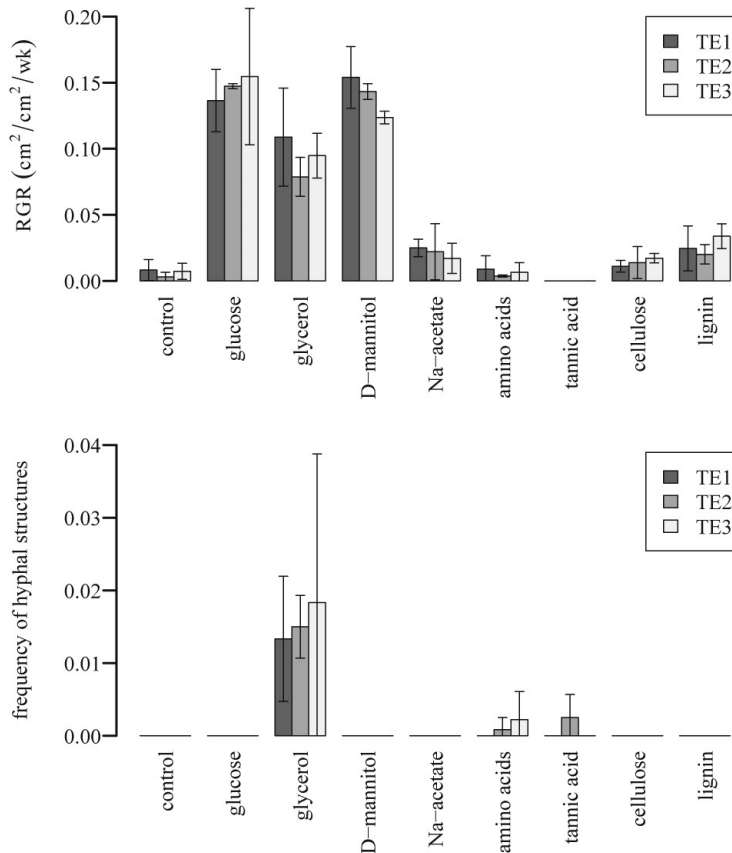 0.20
0.15
0.10
0.05
0.00
RGR (cm²/cm²/wk)
TE1
TE2
TE3
control
glucose
glycerol
D−mannitol
Na−acetate
amino acids
tannic acid
cellulose
lignin
0.04
0.03
0.02
0.01
0.00
frequency of hyphal structures
TE1
TE2
TE3
control
glucose
glycerol
D−mannitol
Na−acetate
amino acids
tannic acid
cellulose
lignin